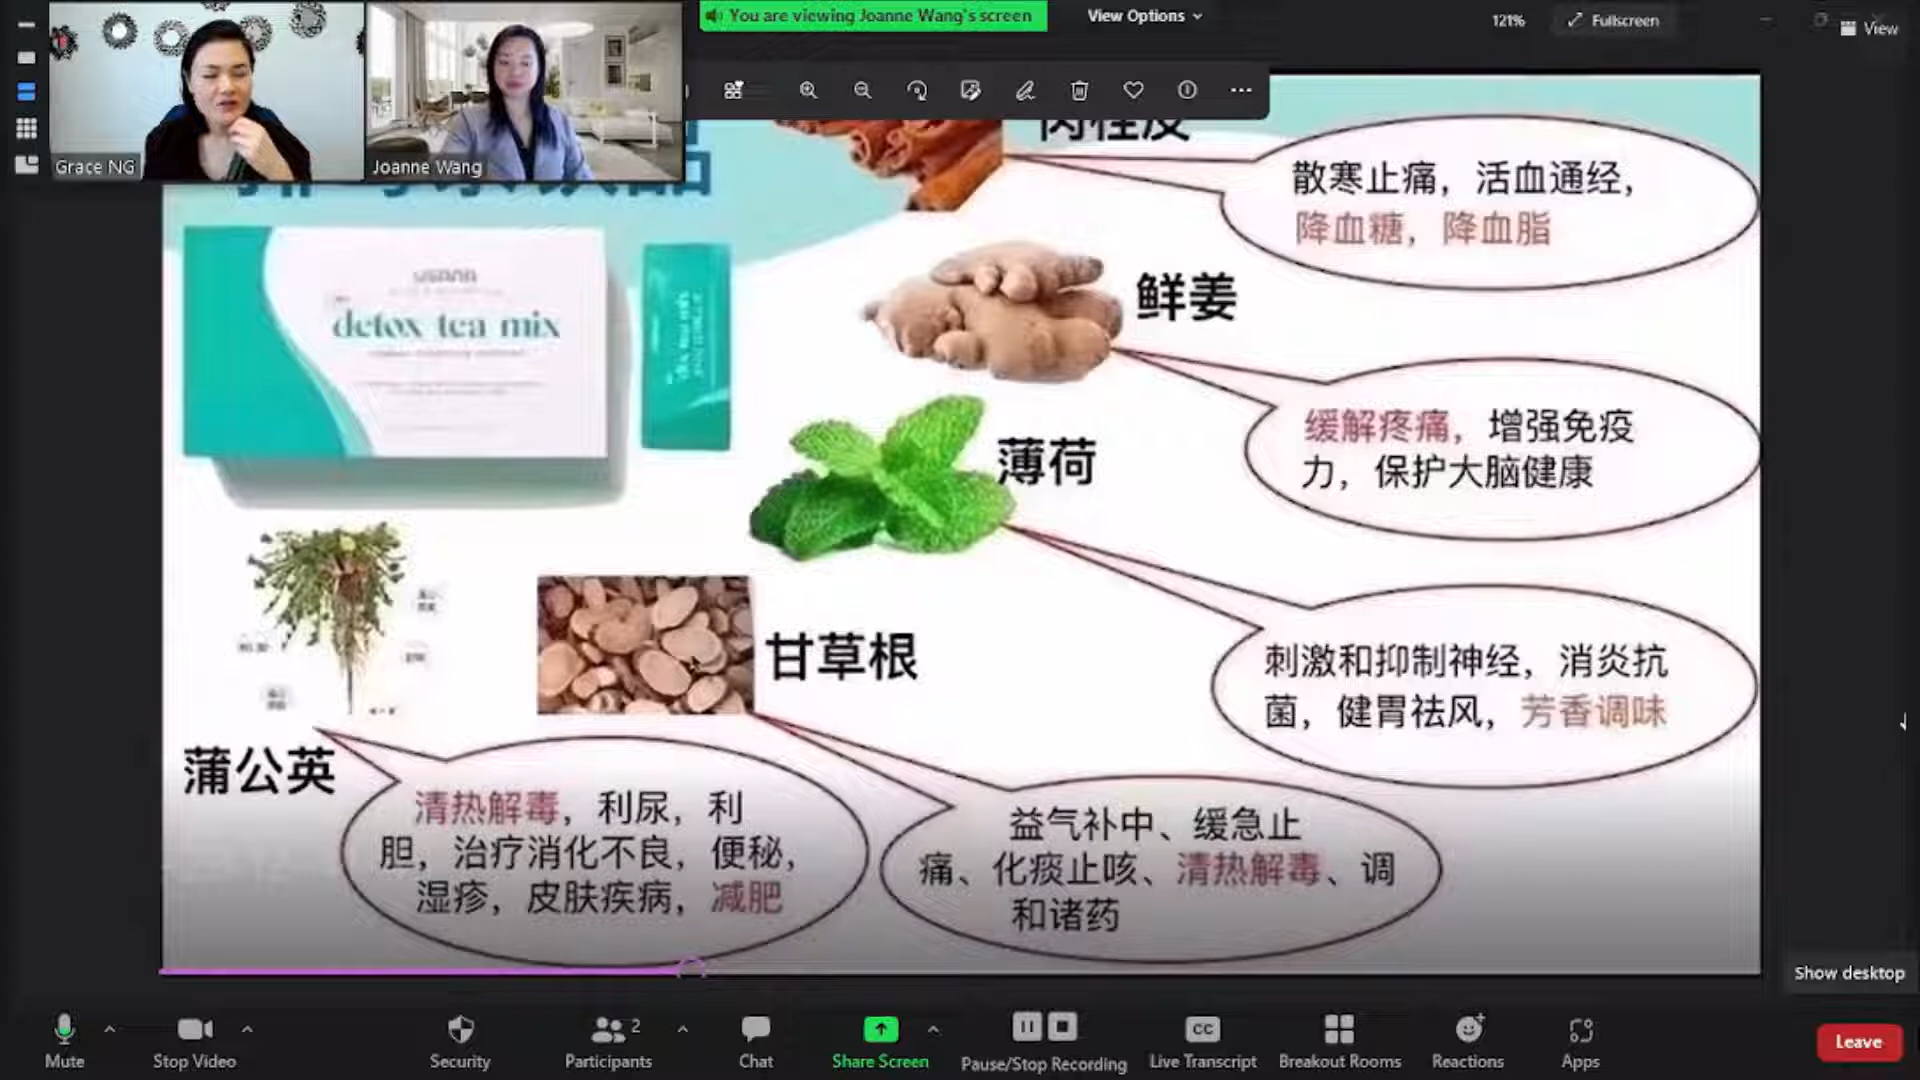 You are viewing Joanne Wang's screen
View Options
121%
Fullscreen
View
Grace NG
Joanne Wang
肉桂皮
散寒止痛，活血通经，
降血糖，降血脂
usana
detox tea mix
鲜姜
缓解疼痛，增强免疫
力，保护大脑健康
薄荷
刺激和抑制神经，消炎抗
菌，健胃祛风，芳香调味
甘草根
益气补中、缓急止
痛、化痰止咳、清热解毒、调
和诸药
蒲公英
清热解毒，利尿，利
胆，治疗消化不良，便秘，
湿疹，皮肤疾病，减肥
Show desktop
Mute
Stop Video
Security
Participants
2
Chat
Share Screen
Pause/Stop Recording
CC
Live Transcript
Breakout Rooms
Reactions
Apps
Leave